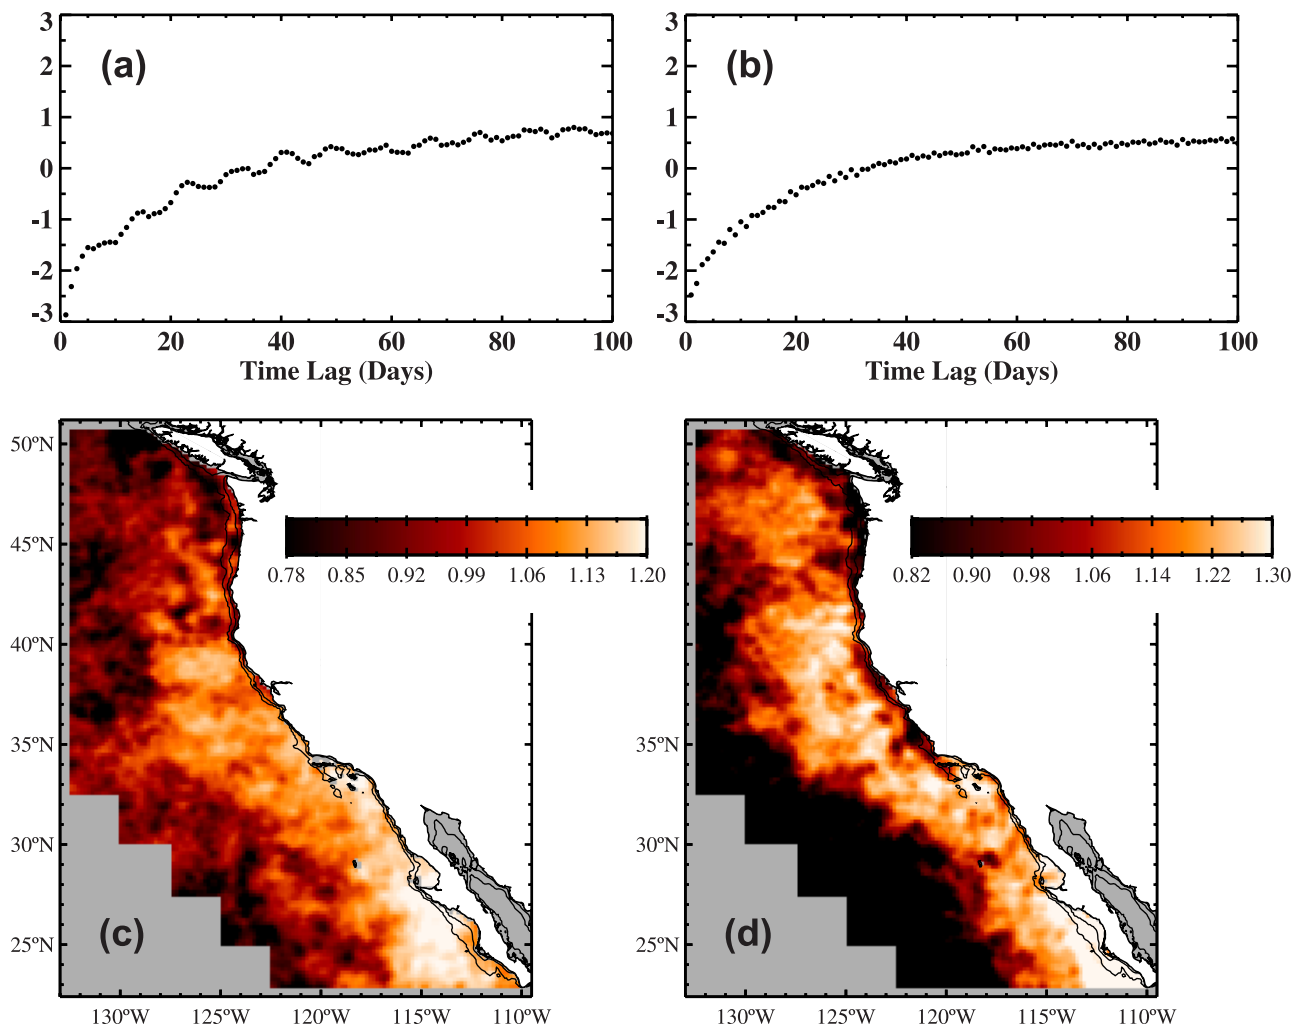 (a)
3
2
1
0
-1
-2
-3
0 20 40 60 80 100
Time Lag (Days)
(b)
3
2
1
0
-1
-2
-3
0 20 40 60 80 100
Time Lag (Days)
50ºN
45ºN
40ºN
35ºN
30ºN
25ºN
0.78 0.85 0.92 0.99 1.06 1.13 1.20
(c)
130ºW 125ºW 120ºW 115ºW 110ºW
50ºN
45ºN
40ºN
35ºN
30ºN
25ºN
0.82 0.90 0.98 1.06 1.14 1.22 1.30
(d)
130ºW 125ºW 120ºW 115ºW 110ºW